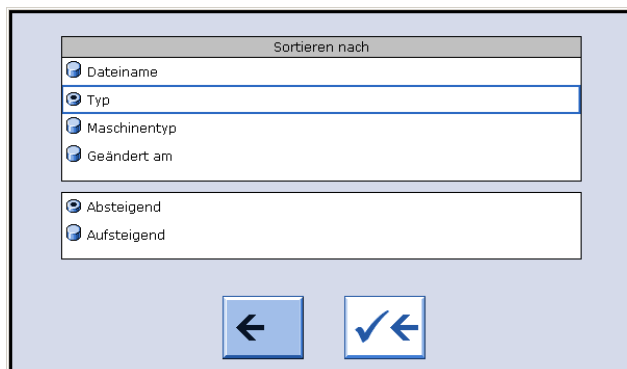 Sortieren nach
Dateiname
Typ
Maschinentyp
Geändert am
Absteigend
Aufsteigend